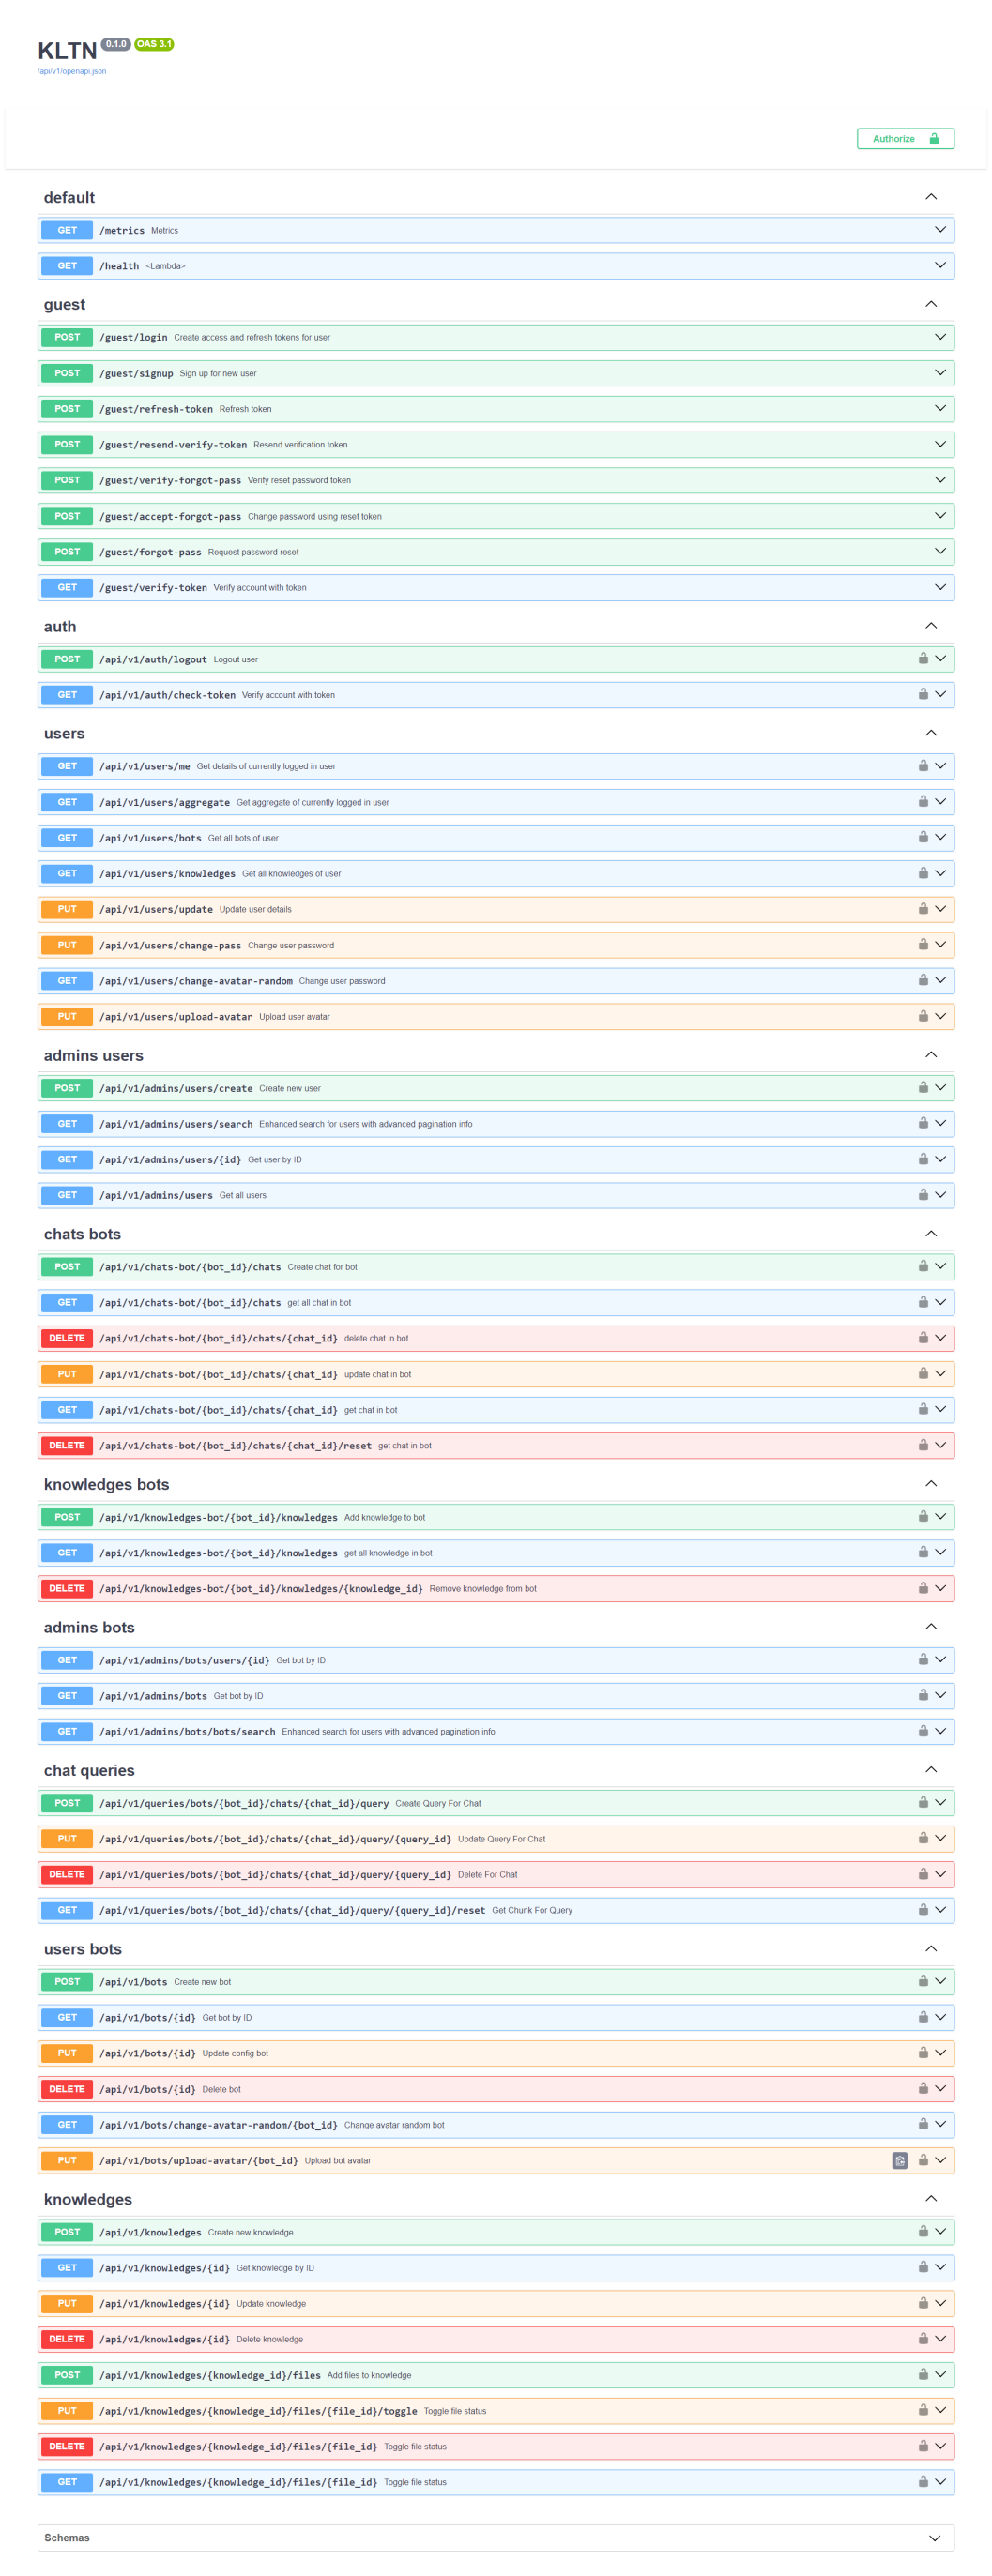 KLTN 0.1.0 OAS 3.1
/api/v1/openapi.json
Authorize
default
GET /metrics Metrics
GET /health <Lambda>
guest
POST /guest/login Create access and refresh tokens for user
POST /guest/signup Sign up for new user
POST /guest/refresh-token Refresh token
POST /guest/resend-verify-token Resend verification token
POST /guest/verify-forgot-pass Verify reset password token
POST /guest/accept-forgot-pass Change password using reset token
POST /guest/forgot-pass Request password reset
GET /guest/verify-token Verify account with token
auth
POST /api/v1/auth/logout Logout user
GET /api/v1/auth/check-token Verify account with token
users
GET /api/v1/users/me Get details of currently logged in user
GET /api/v1/users/aggregate Get aggregate of currently logged in user
GET /api/v1/users/bots Get all bots of user
GET /api/v1/users/knowledges Get all knowledges of user
PUT /api/v1/users/update Update user details
PUT /api/v1/users/change-pass Change user password
GET /api/v1/users/change-avatar-random Change user password
PUT /api/v1/users/upload-avatar Upload user avatar
admins users
POST /api/v1/admins/users/create Create new user
GET /api/v1/admins/users/search Enhanced search for users with advanced pagination info
GET /api/v1/admins/users/{id} Get user by ID
GET /api/v1/admins/users Get all users
chats bots
POST /api/v1/chats-bot/{bot_id}/chats Create chat for bot
GET /api/v1/chats-bot/{bot_id}/chats get all chat in bot
DELETE /api/v1/chats-bot/{bot_id}/chats/{chat_id} delete chat in bot
PUT /api/v1/chats-bot/{bot_id}/chats/{chat_id} update chat in bot
GET /api/v1/chats-bot/{bot_id}/chats/{chat_id} get chat in bot
DELETE /api/v1/chats-bot/{bot_id}/chats/{chat_id}/reset get chat in bot
knowledges bots
POST /api/v1/knowledges-bot/{bot_id}/knowledges Add knowledge to bot
GET /api/v1/knowledges-bot/{bot_id}/knowledges get all knowledge in bot
DELETE /api/v1/knowledges-bot/{bot_id}/knowledges/{knowledge_id} Remove knowledge from bot
admins bots
GET /api/v1/admins/bots/users/{id} Get bot by ID
GET /api/v1/admins/bots Get bot by ID
GET /api/v1/admins/bots/bots/search Enhanced search for users with advanced pagination info
chat queries
POST /api/v1/queries/bots/{bot_id}/chats/{chat_id}/query Create Query For Chat
PUT /api/v1/queries/bots/{bot_id}/chats/{chat_id}/query/{query_id} Update Query For Chat
DELETE /api/v1/queries/bots/{bot_id}/chats/{chat_id}/query/{query_id} Delete For Chat
GET /api/v1/queries/bots/{bot_id}/chats/{chat_id}/query/{query_id}/reset Get Chunk For Query
users bots
POST /api/v1/bots Create new bot
GET /api/v1/bots/{id} Get bot by ID
PUT /api/v1/bots/{id} Update config bot
DELETE /api/v1/bots/{id} Delete bot
GET /api/v1/bots/change-avatar-random/{bot_id} Change avatar random bot
PUT /api/v1/bots/upload-avatar/{bot_id} Upload bot avatar
knowledges
POST /api/v1/knowledges Create new knowledge
GET /api/v1/knowledges/{id} Get knowledge by ID
PUT /api/v1/knowledges/{id} Update knowledge
DELETE /api/v1/knowledges/{id} Delete knowledge
POST /api/v1/knowledges/{knowledge_id}/files Add files to knowledge
PUT /api/v1/knowledges/{knowledge_id}/files/{file_id}/toggle Toggle file status
DELETE /api/v1/knowledges/{knowledge_id}/files/{file_id} Toggle file status
GET /api/v1/knowledges/{knowledge_id}/files/{file_id} Toggle file status
Schemas